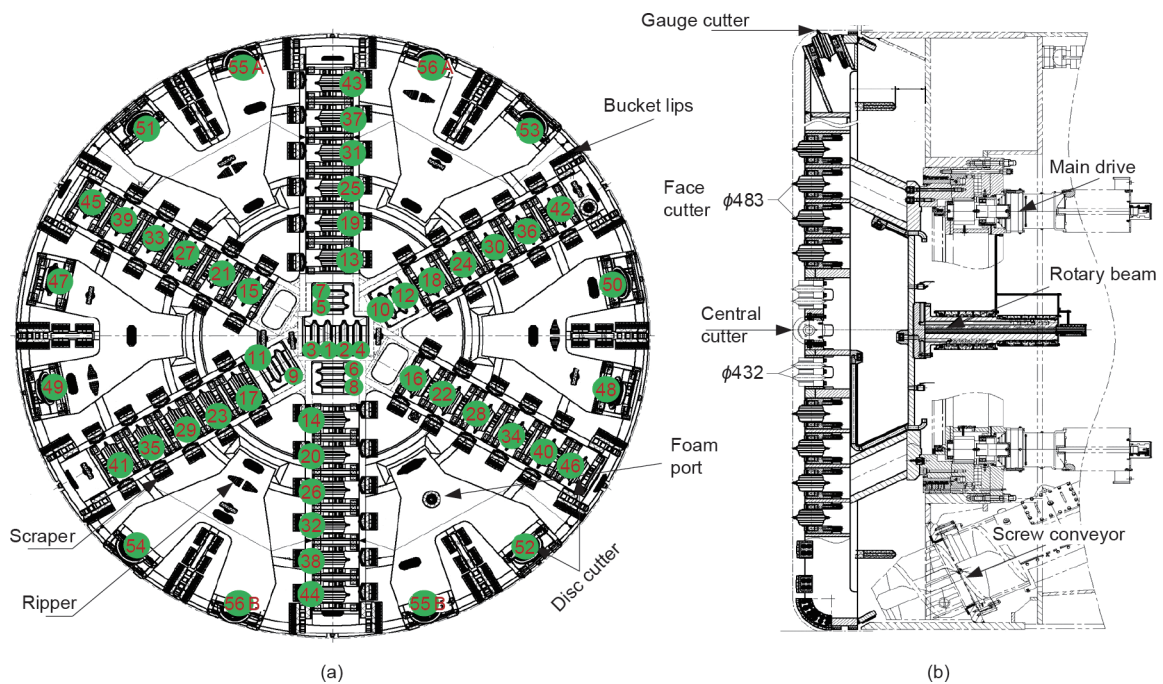 55 A
56 A
Gauge cutter
43
51
37
53
Bucket lips
31
Main drive
25
Face
cutter
ϕ483
45
39
33
27
21
15
19
13
42
36
30
24
18
12
10
47
50
Rotary beam
7
5
Central
cutter
3
1
2
4
11
9
6
8
ϕ432
49
48
17
23
29
35
41
16
22
28
34
40
46
14
20
26
32
38
44
Foam
port
Scraper
54
52
Screw conveyor
Disc cutter
Ripper
56 B
55 B
(a)
(b)